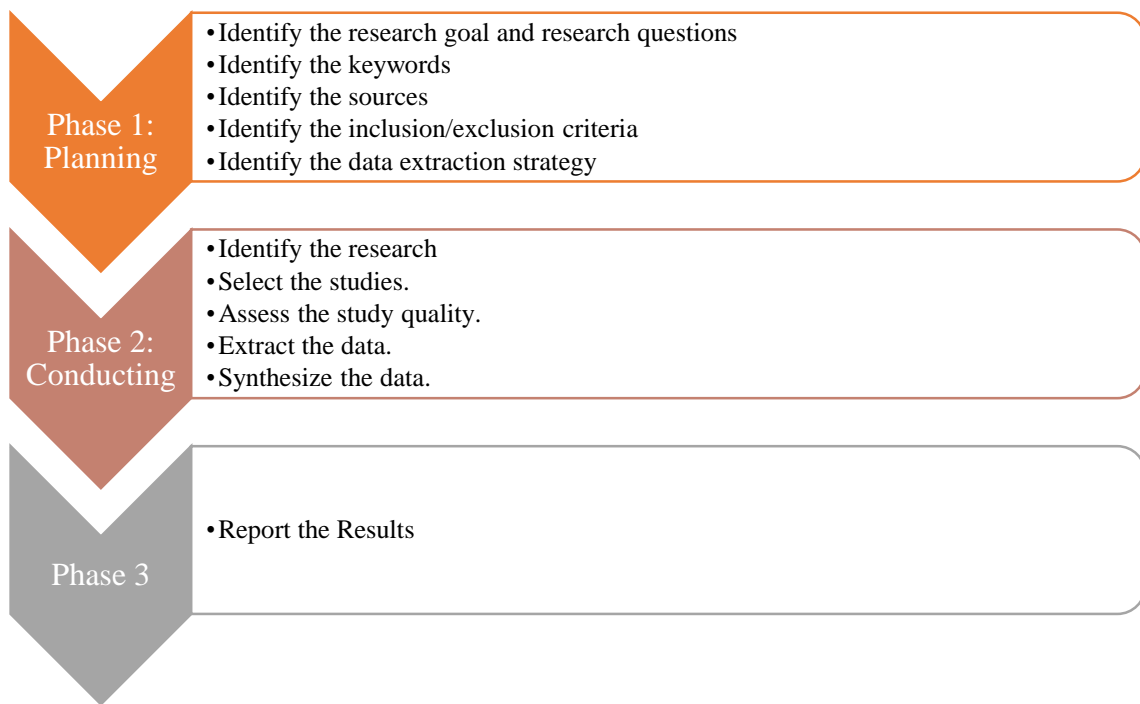 Phase 1:
Planning
•Identify the research goal and research questions
•Identify the keywords
•Identify the sources
•Identify the inclusion/exclusion criteria
•Identify the data extraction strategy
Phase 2:
Conducting
•Identify the research
•Select the studies.
•Assess the study quality.
•Extract the data.
•Synthesize the data.
Phase 3
•Report the Results